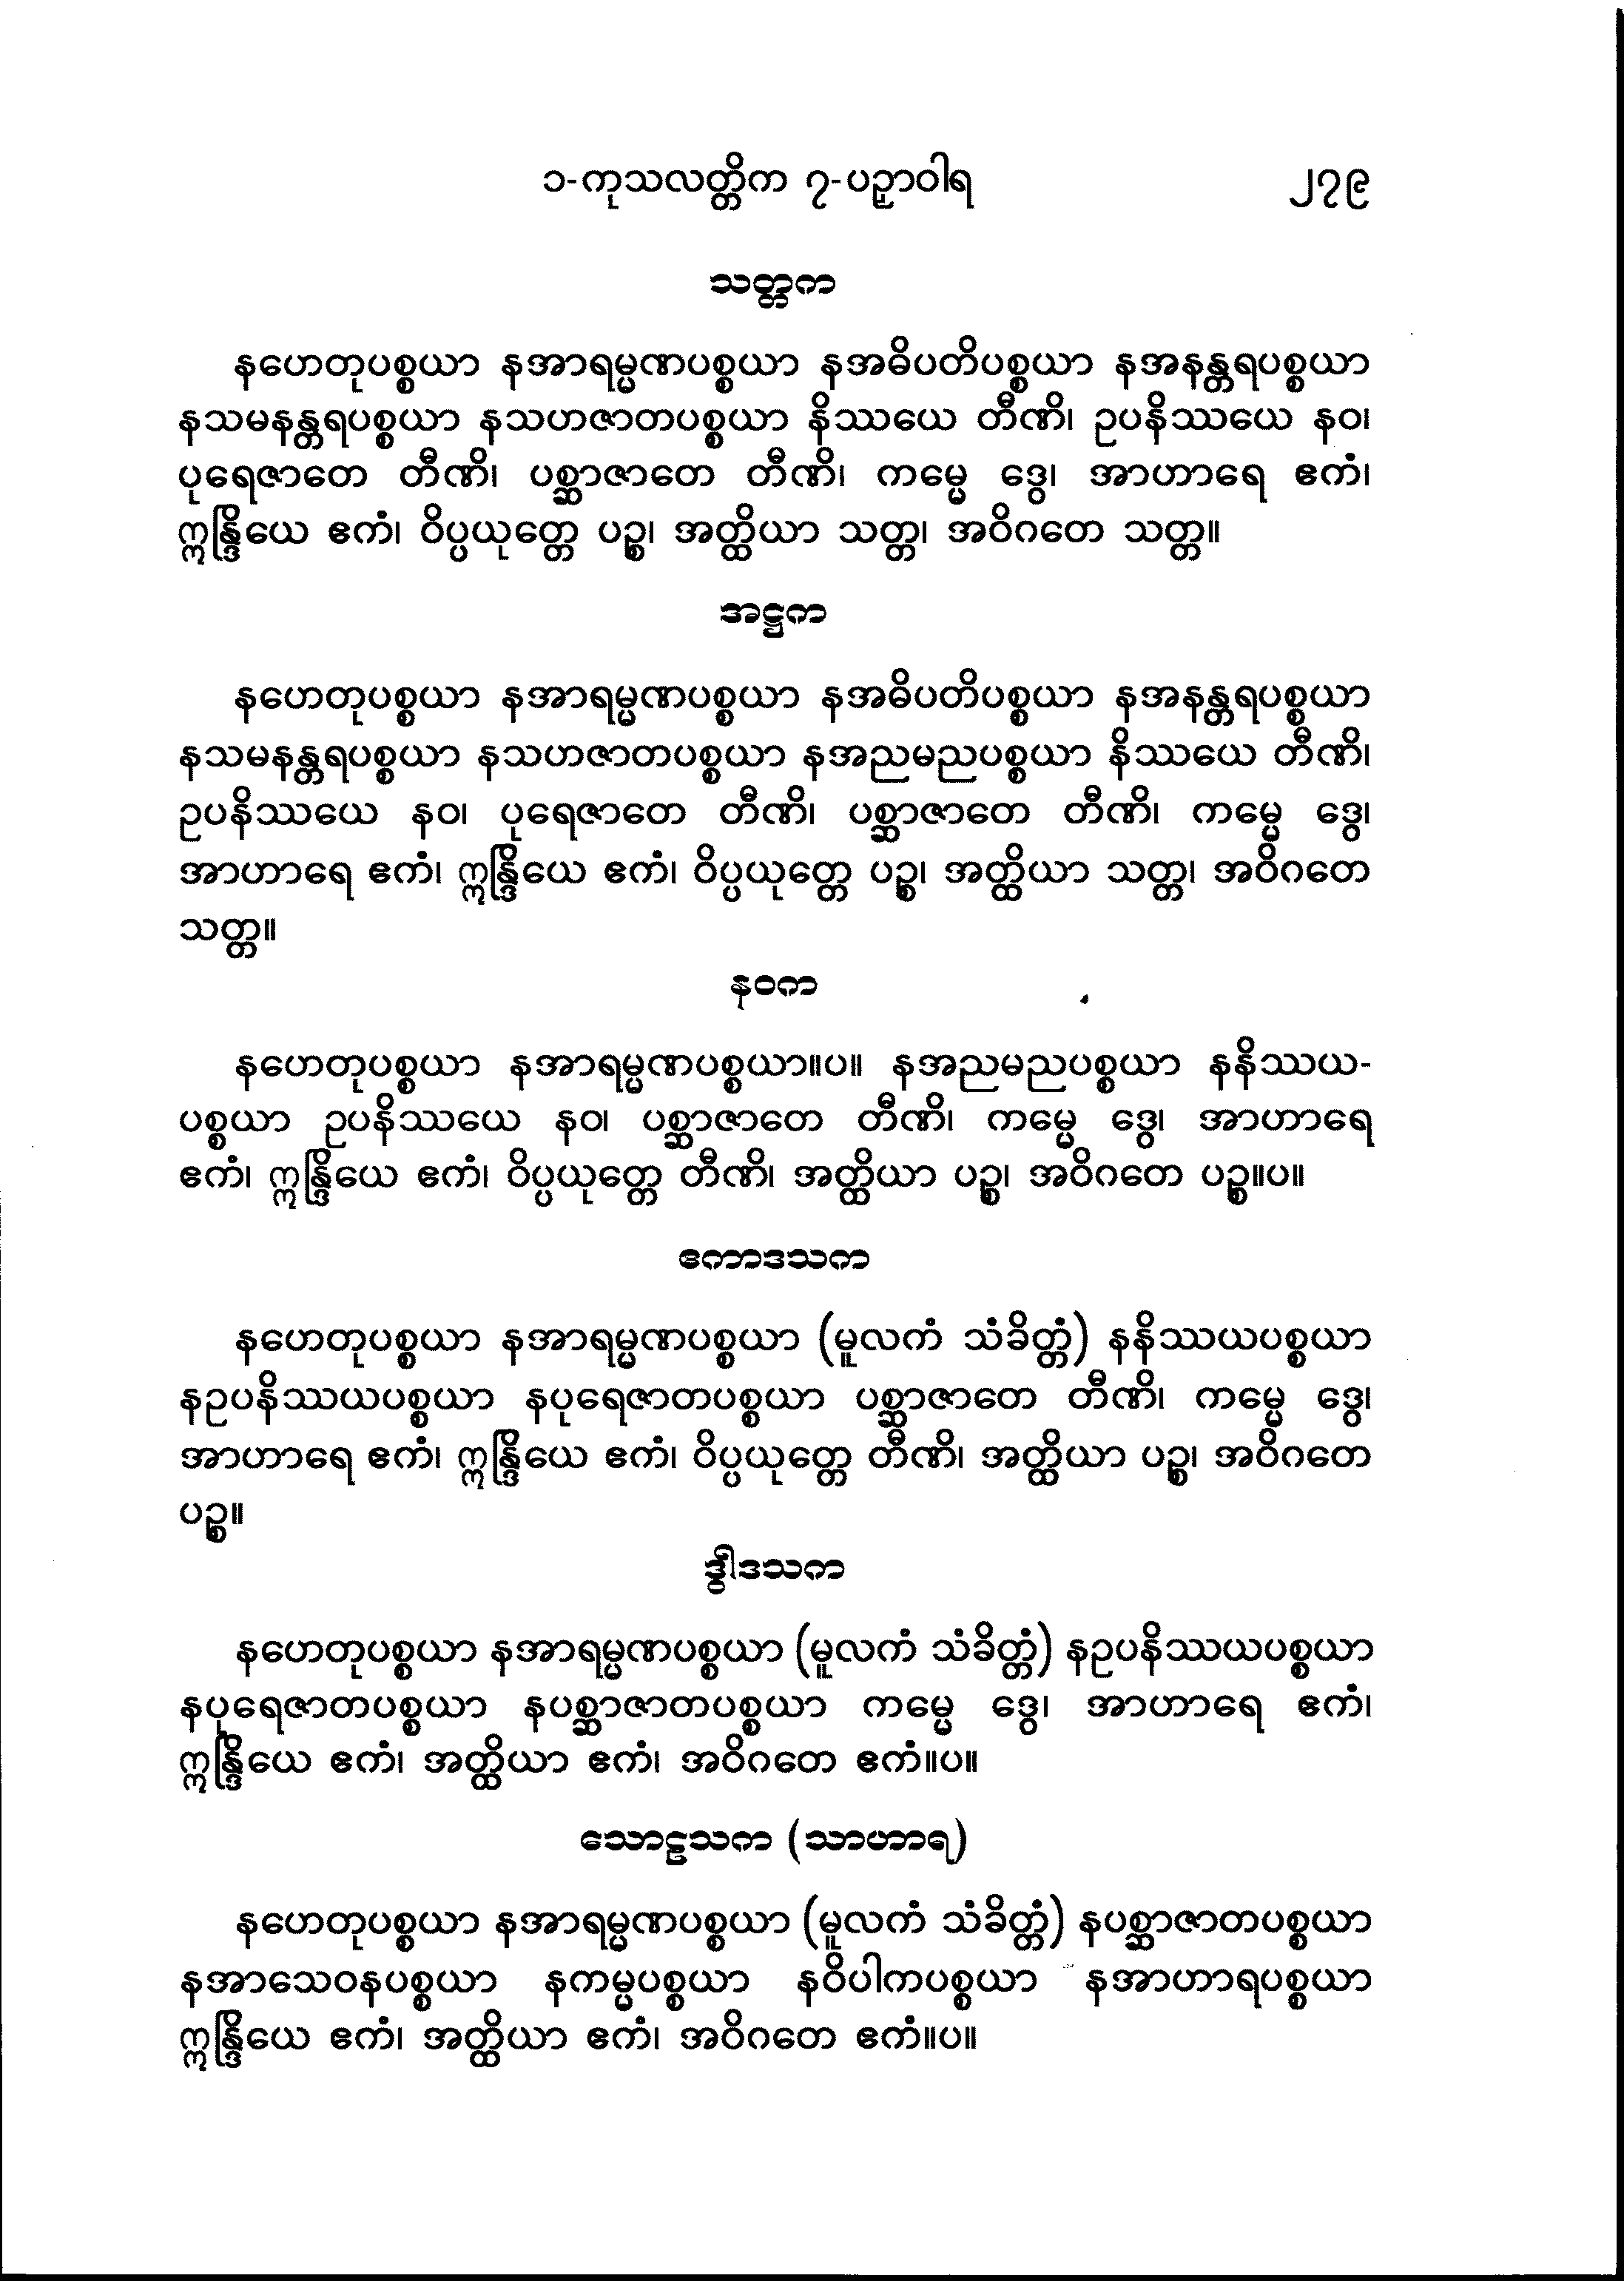 ၁-ကုသလတ္တိက ၇-ပဉှာဝါရ ၂၇၉
သတ္တက
နဟေတုပစ္စယာ နအာရမ္မဏပစ္စယာ နအဓိပတိပစ္စယာ နအနန္တရပစ္စယာ
နသမနန္တရပစ္စယာ နသဟဇာတပစ္စယာ နိဿယေ တီဏိ၊ ဥပနိဿယေ နဝ၊
ပုရေဇာတေ တီဏိ၊ ပစ္ဆာဇာတေ တီဏိ၊ ကမ္မေ ဒွေ၊ အာဟာရေ ဧကံ၊
ဣန္ဒြိယေ ဧကံ၊ ဝိပ္ပယုတ္တေ ပဉ္စ၊ အတ္ထိယာ သတ္တ၊ အဝိဂတေ သတ္တ။
အဋ္ဌက
နဟေတုပစ္စယာ နအာရမ္မဏပစ္စယာ နအဓိပတိပစ္စယာ နအနန္တရပစ္စယာ
နသမနန္တရပစ္စယာ နသဟဇာတပစ္စယာ နအညမညပစ္စယာ နိဿယေ တီဏိ၊
ဥပနိဿယေ နဝ၊ ပုရေဇာတေ တီဏိ၊ ပစ္ဆာဇာတေ တီဏိ၊ ကမ္မေ ဒွေ၊
အာဟာရေ ဧကံ၊ ဣန္ဒြိယေ ဧကံ၊ ဝိပ္ပယုတ္တေ ပဉ္စ၊ အတ္ထိယာ သတ္တ၊ အဝိဂတေ
သတ္တ။
နဝက
နဟေတုပစ္စယာ နအာရမ္မဏပစ္စယာ။ပ။ နအညမညပစ္စယာ နနိဿယ-
ပစ္စယာ ဥပနိဿယေ နဝ၊ ပစ္ဆာဇာတေ တီဏိ၊ ကမ္မေ ဒွေ၊ အာဟာရေ
ဧကံ၊ ဣန္ဒြိယေ ဧကံ၊ ဝိပ္ပယုတ္တေ တီဏိ၊ အတ္ထိယာ ပဉ္စ၊ အဝိဂတေ ပဉ္စ။ပ။
ဧကာဒသက
နဟေတုပစ္စယာ နအာရမ္မဏပစ္စယာ (မူလကံ သံခိတ္တံ) နနိဿယပစ္စယာ
နဥပနိဿယပစ္စယာ နပုရေဇာတပစ္စယာ ပစ္ဆာဇာတေ တီဏိ၊ ကမ္မေ ဒွေ၊
အာဟာရေ ဧကံ၊ ဣန္ဒြိယေ ဧကံ၊ ဝိပ္ပယုတ္တေ တီဏိ၊ အတ္ထိယာ ပဉ္စ၊ အဝိဂတေ
ပဉ္စ။
ဒွါဒသက
နဟေတုပစ္စယာ နအာရမ္မဏပစ္စယာ (မူလကံ သံခိတ္တံ) နဥပနိဿယပစ္စယာ
နပုရေဇာတပစ္စယာ နပစ္ဆာဇာတပစ္စယာ ကမ္မေ ဒွေ၊ အာဟာရေ ဧကံ၊
ဣန္ဒြိယေ ဧကံ၊ အတ္ထိယာ ဧကံ၊ အဝိဂတေ ဧကံ။ပ။
သောဠသက (သာဟာရ)
နဟေတုပစ္စယာ နအာရမ္မဏပစ္စယာ (မူလကံ သံခိတ္တံ) နပစ္ဆာဇာတပစ္စယာ
နအာသေဝနပစ္စယာ နကမ္မပစ္စယာ နဝိပါကပစ္စယာ နအာဟာရပစ္စယာ
ဣန္ဒြိယေ ဧကံ၊ အတ္ထိယာ ဧကံ၊ အဝိဂတေ ဧကံ။ပ။